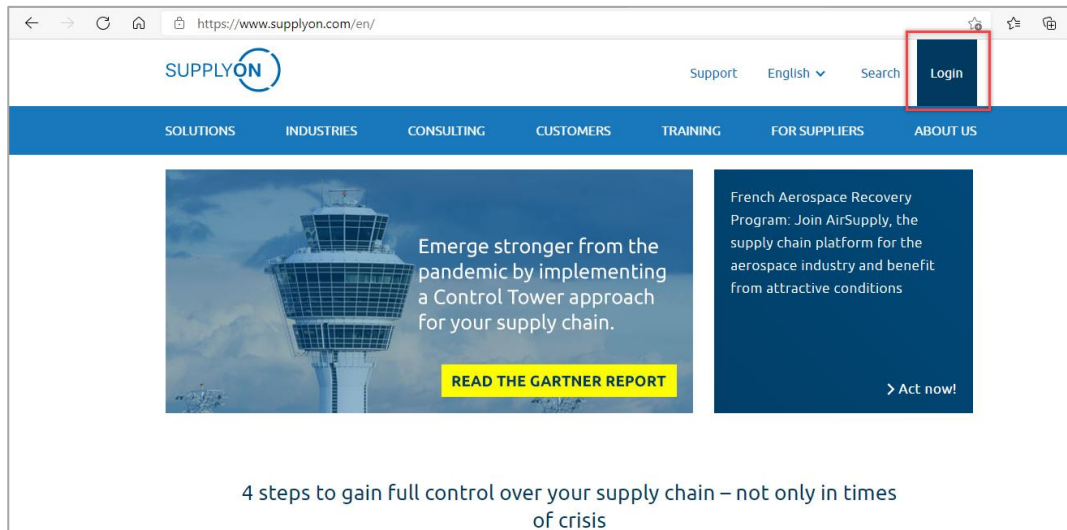 https://www.supplyon.com/en/
SUPPLYON
Support English Search Login
SOLUTIONS INDUSTRIES CONSULTING CUSTOMERS TRAINING FOR SUPPLIERS ABOUT US
Emerge stronger from the
pandemic by implementing
a Control Tower approach
for your supply chain.
READ THE GARTNER REPORT
French Aerospace Recovery
Program: Join AirSupply, the
supply chain platform for the
aerospace industry and benefit
from attractive conditions
> Act now!
4 steps to gain full control over your supply chain – not only in times
of crisis